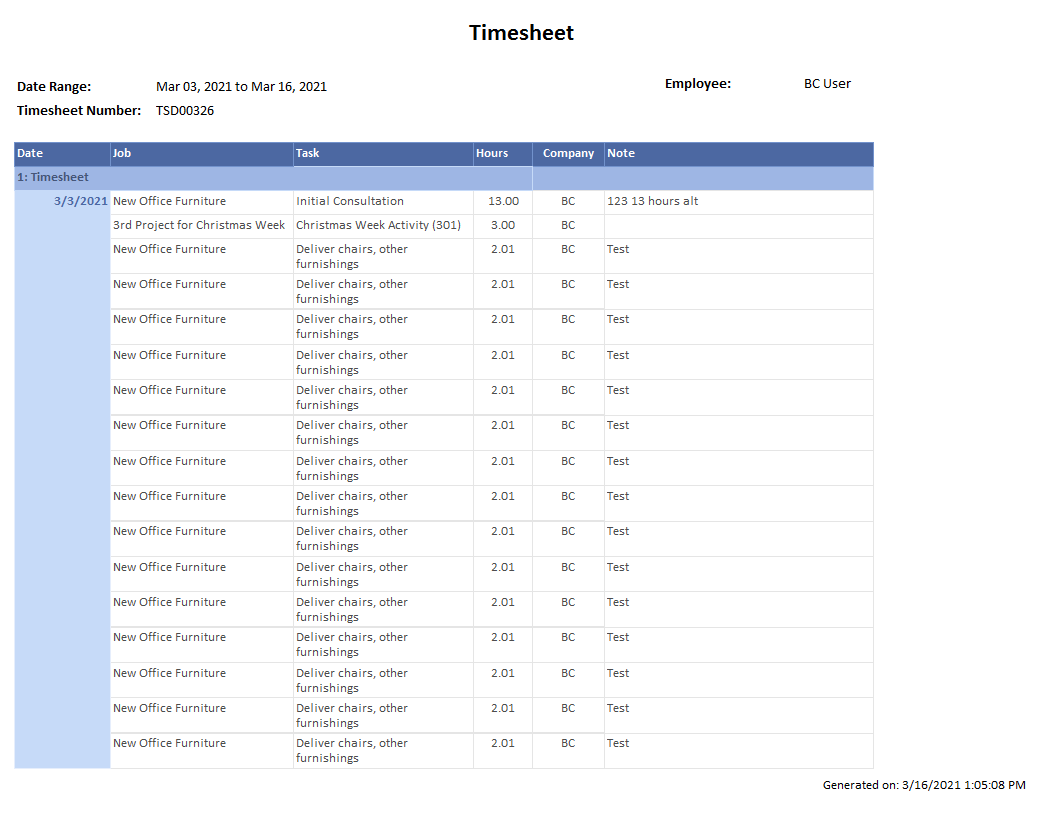 Timesheet
Date Range: Mar 03, 2021 to Mar 16, 2021 Employee: BC User
Timesheet Number: TSD00326
Date Job Task Hours Company Note
1: Timesheet
3/3/2021 New Office Furniture Initial Consultation 13.00 BC 123 13 hours alt
3rd Project for Christmas Week Christmas Week Activity (301) 3.00 BC
New Office Furniture Deliver chairs, other 2.01 BC Test
furnishings
New Office Furniture Deliver chairs, other 2.01 BC Test
furnishings
New Office Furniture Deliver chairs, other 2.01 BC Test
furnishings
New Office Furniture Deliver chairs, other 2.01 BC Test
furnishings
New Office Furniture Deliver chairs, other 2.01 BC Test
furnishings
New Office Furniture Deliver chairs, other 2.01 BC Test
furnishings
New Office Furniture Deliver chairs, other 2.01 BC Test
furnishings
New Office Furniture Deliver chairs, other 2.01 BC Test
furnishings
New Office Furniture Deliver chairs, other 2.01 BC Test
furnishings
New Office Furniture Deliver chairs, other 2.01 BC Test
furnishings
New Office Furniture Deliver chairs, other 2.01 BC Test
furnishings
New Office Furniture Deliver chairs, other 2.01 BC Test
furnishings
New Office Furniture Deliver chairs, other 2.01 BC Test
furnishings
New Office Furniture Deliver chairs, other 2.01 BC Test
furnishings
New Office Furniture Deliver chairs, other 2.01 BC Test
furnishings
Generated on: 3/16/2021 1:05:08 PM